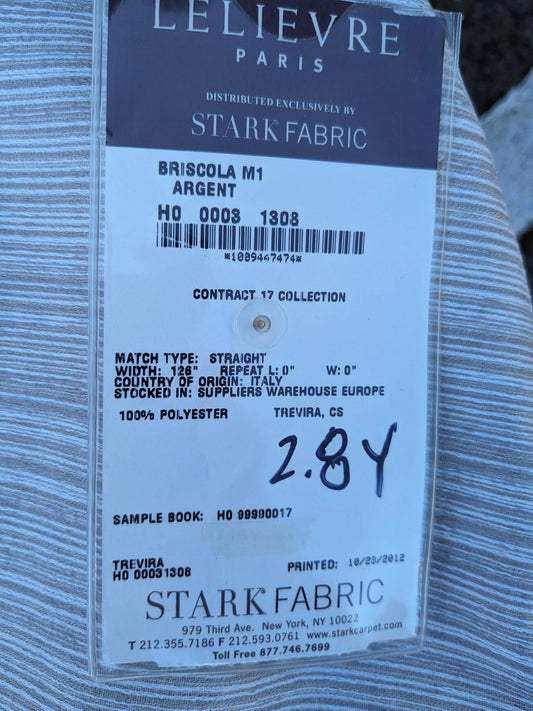 LELIEVRE
PARIS
DISTRIBUTED EXCLUSIVELY BY
STARK FABRIC
BRISCOLA M1
ARGENT
H0 0003 1308
*1009447474*
CONTRACT 17 COLLECTION
MATCH TYPE: STRAIGHT
WIDTH: 126" REPEAT L: 0" W: 0"
COUNTRY OF ORIGIN: ITALY
STOCKED IN: SUPPLIERS WAREHOUSE EUROPE
100% POLYESTER TREVIRA, CS
2.8 Y
SAMPLE BOOK: H0 99990017
TREVIRA
H0 00031308 PRINTED: 10/23/2012
STARK FABRIC
979 Third Ave. New York, NY 10022
T 212.355.7186 F 212.593.0761 www.starkcarpet.com
Toll Free 877.746.7699